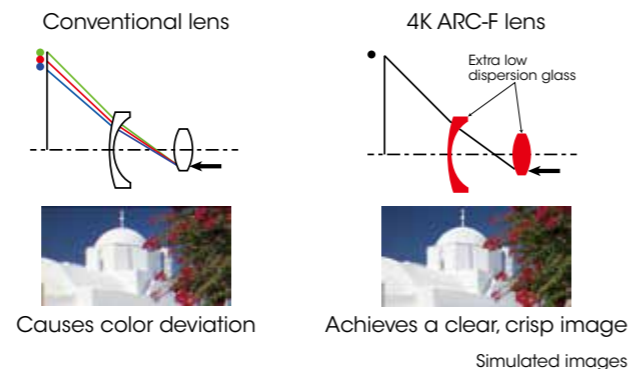 Conventional lens
4K ARC-F lens
Extra low
dispersion glass
Causes color deviation
Achieves a clear, crisp image
Simulated images